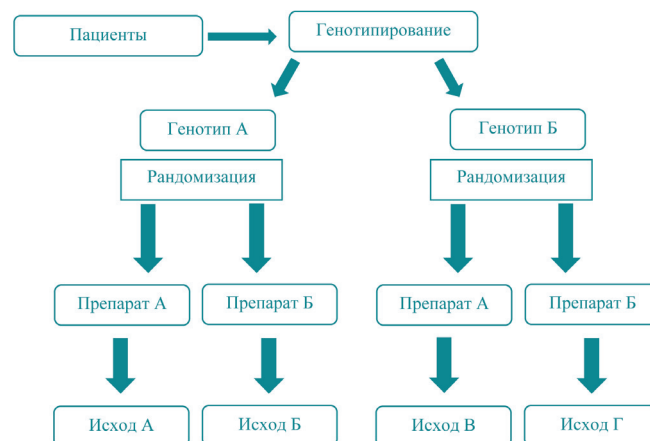 Пациенты
Генотипирование
Генотип А
Генотип Б
Рандомизация
Рандомизация
Препарат А
Препарат Б
Препарат А
Препарат Б
Исход А
Исход Б
Исход В
Исход Г